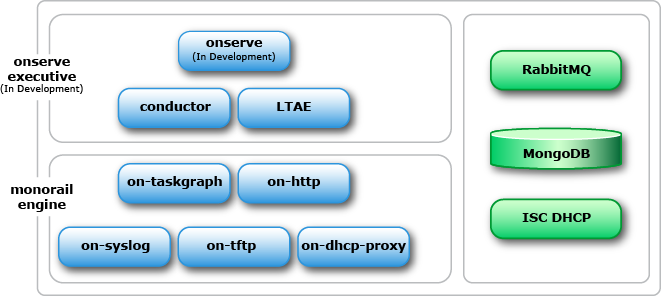 onserve
executive
(In Development)
onserve
(In Development)
conductor
LTAE
monorail
engine
on-taskgraph
on-http
on-syslog
on-tftp
on-dhcp-proxy
RabbitMQ
MongoDB
ISC DHCP